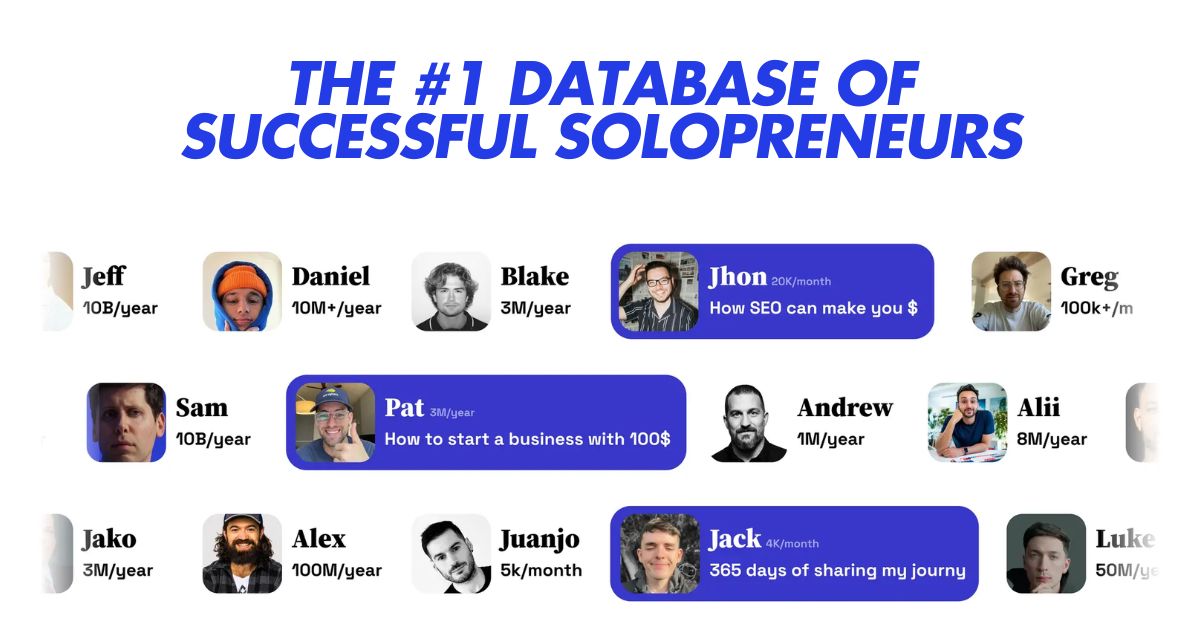 THE #1 DATABASE OF
SUCCESSFUL SOLOPRENEURS
Jeff
10B/year
Daniel
10M+/year
Blake
3M/year
Jhon 20K/month
How SEO can make you $
Greg
100k+/m
Sam
10B/year
Pat 3M/year
How to start a business with 100$
Andrew
1M/year
Alii
8M/year
Jako
3M/year
Alex
100M/year
Juanjo
5k/month
Jack 4K/month
365 days of sharing my journy
Luke
50M/ye